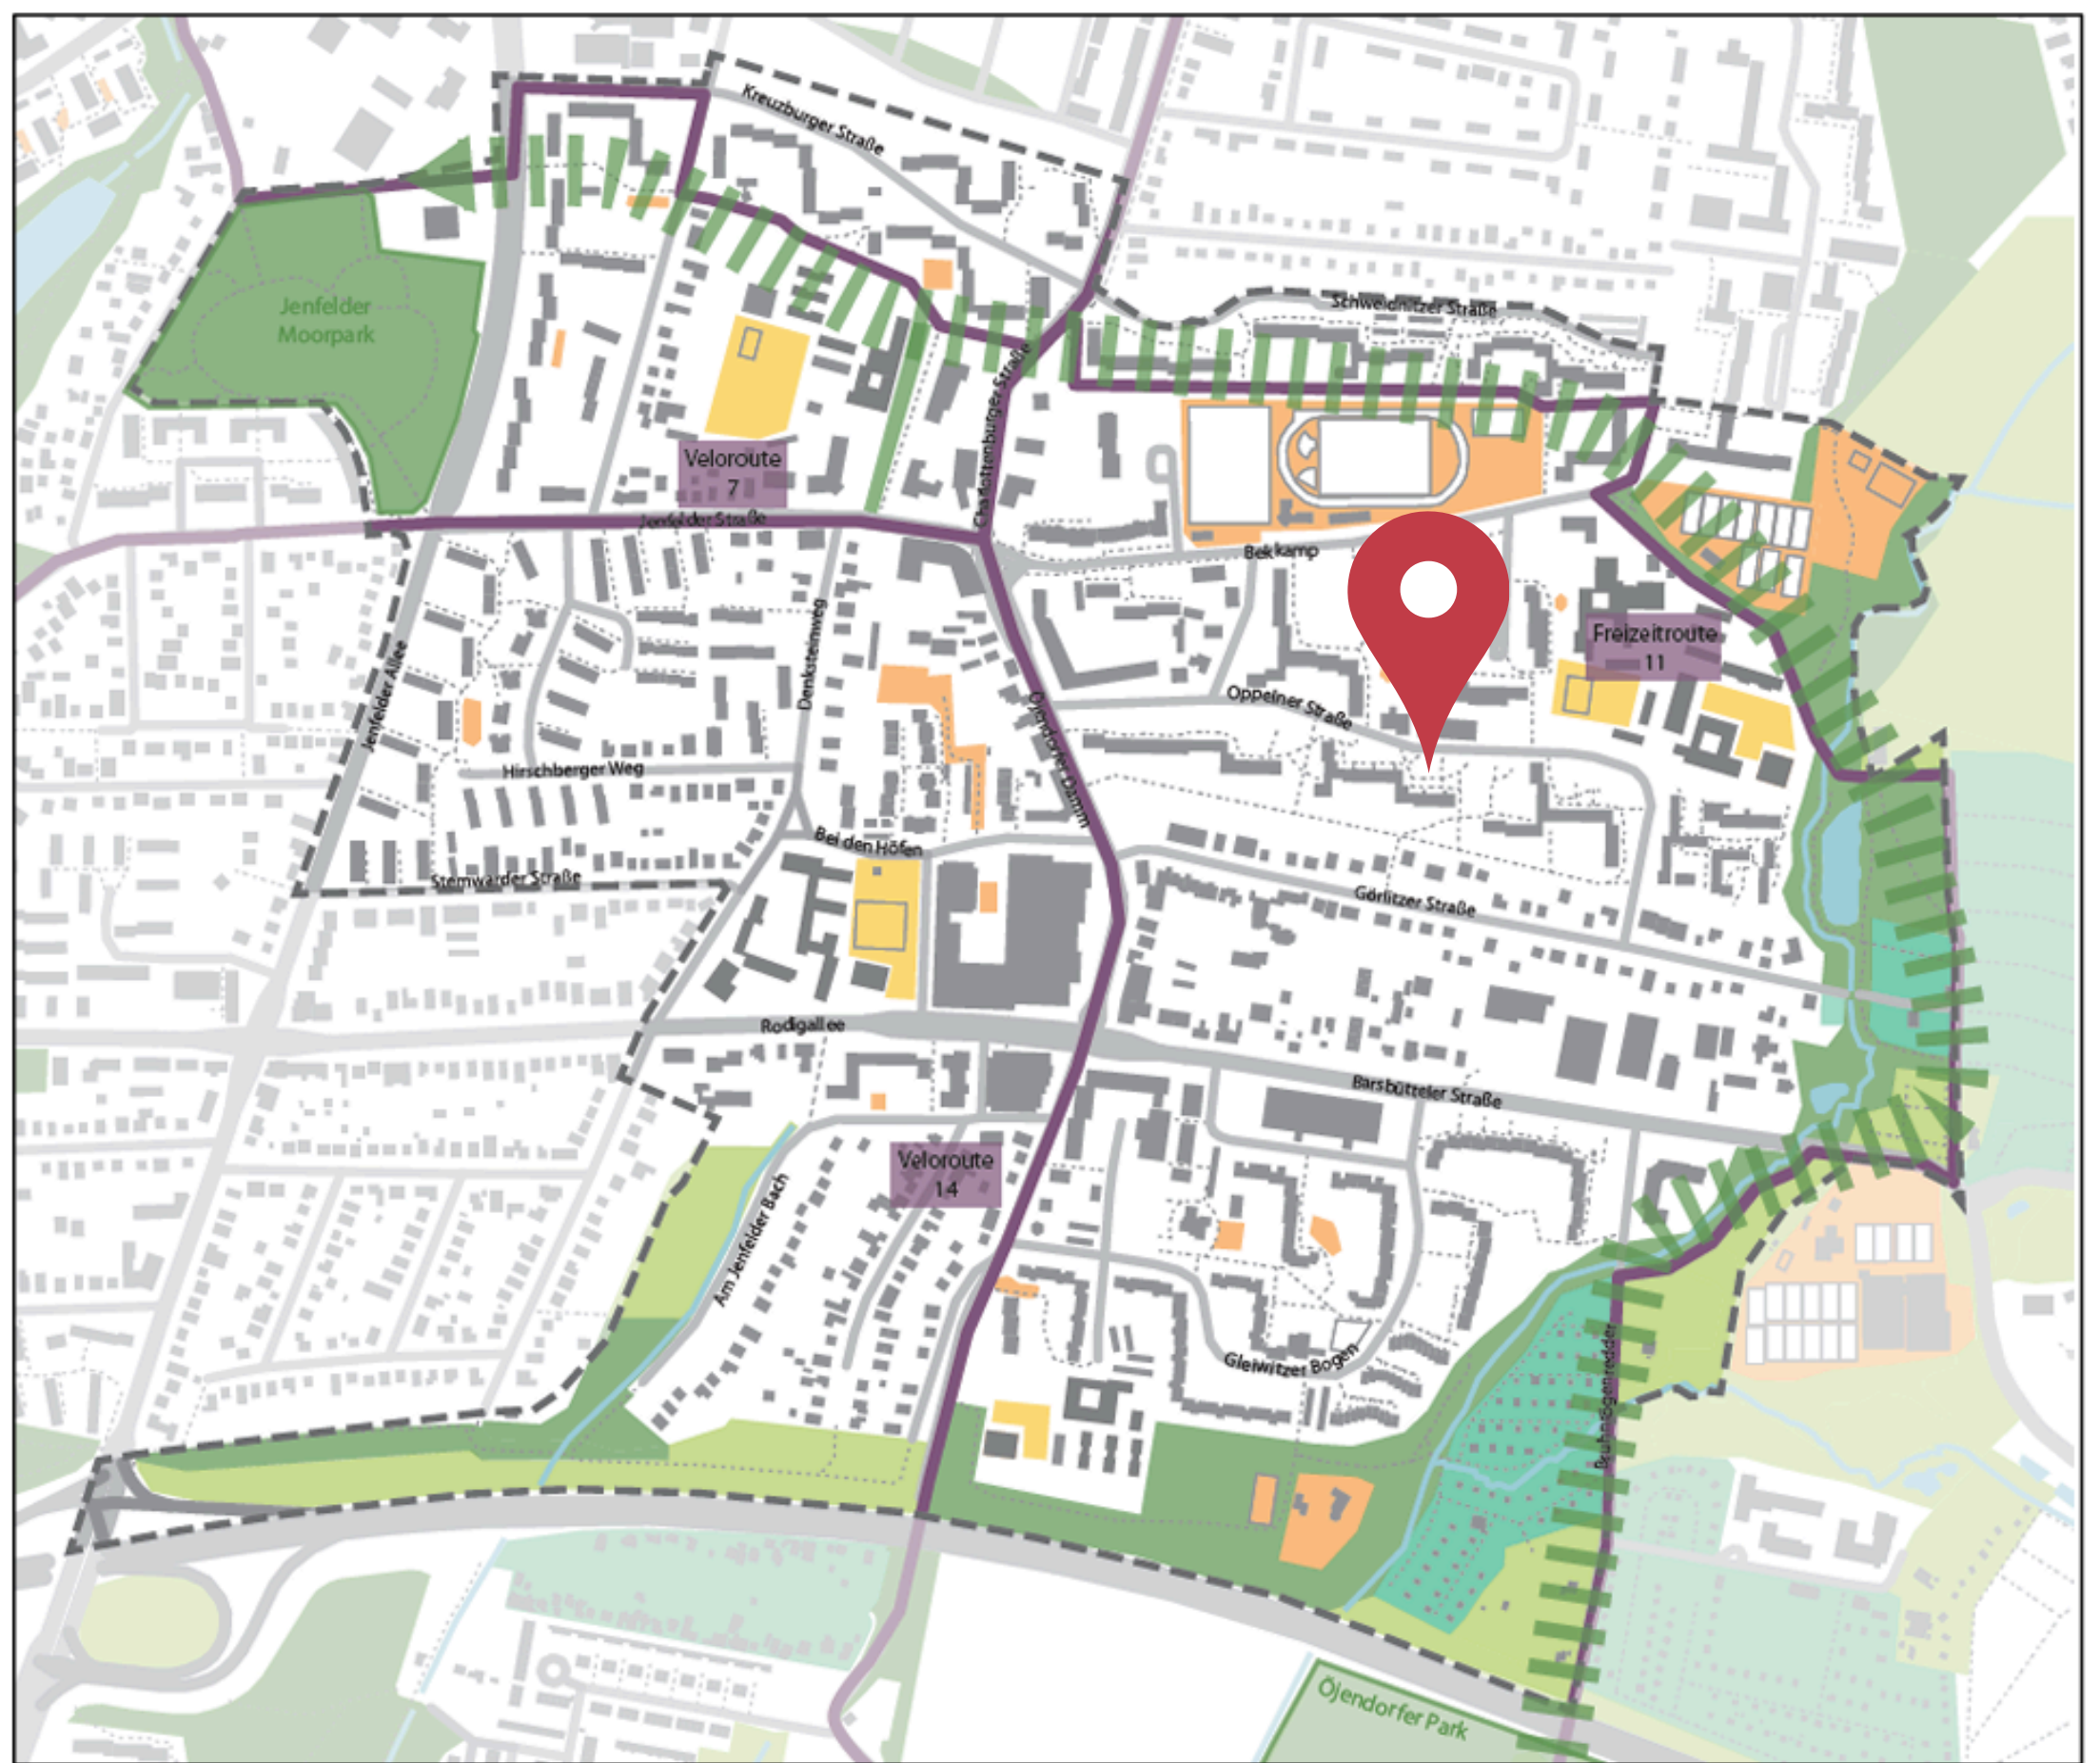 Kreuzburger Straße
Jenfelder
Moorpark
Schweidnitzer Straße
Charlottenburger Straße
Veloroute
7
Jenfelder Straße
Bekkamp
Freizeitroute
11
Denksteinweg
Jenfelder Allee
Oppelner Straße
Öjendorfer Damm
Hirschberger Weg
Bei den Höfen
Stemwarder Straße
Görlitzer Straße
Rodigallee
Barsbütteler Straße
Veloroute
14
Am Jenfelder Bach
Gleiwitzer Bogen
Bruhnrögenredder
Öjendorfer Park